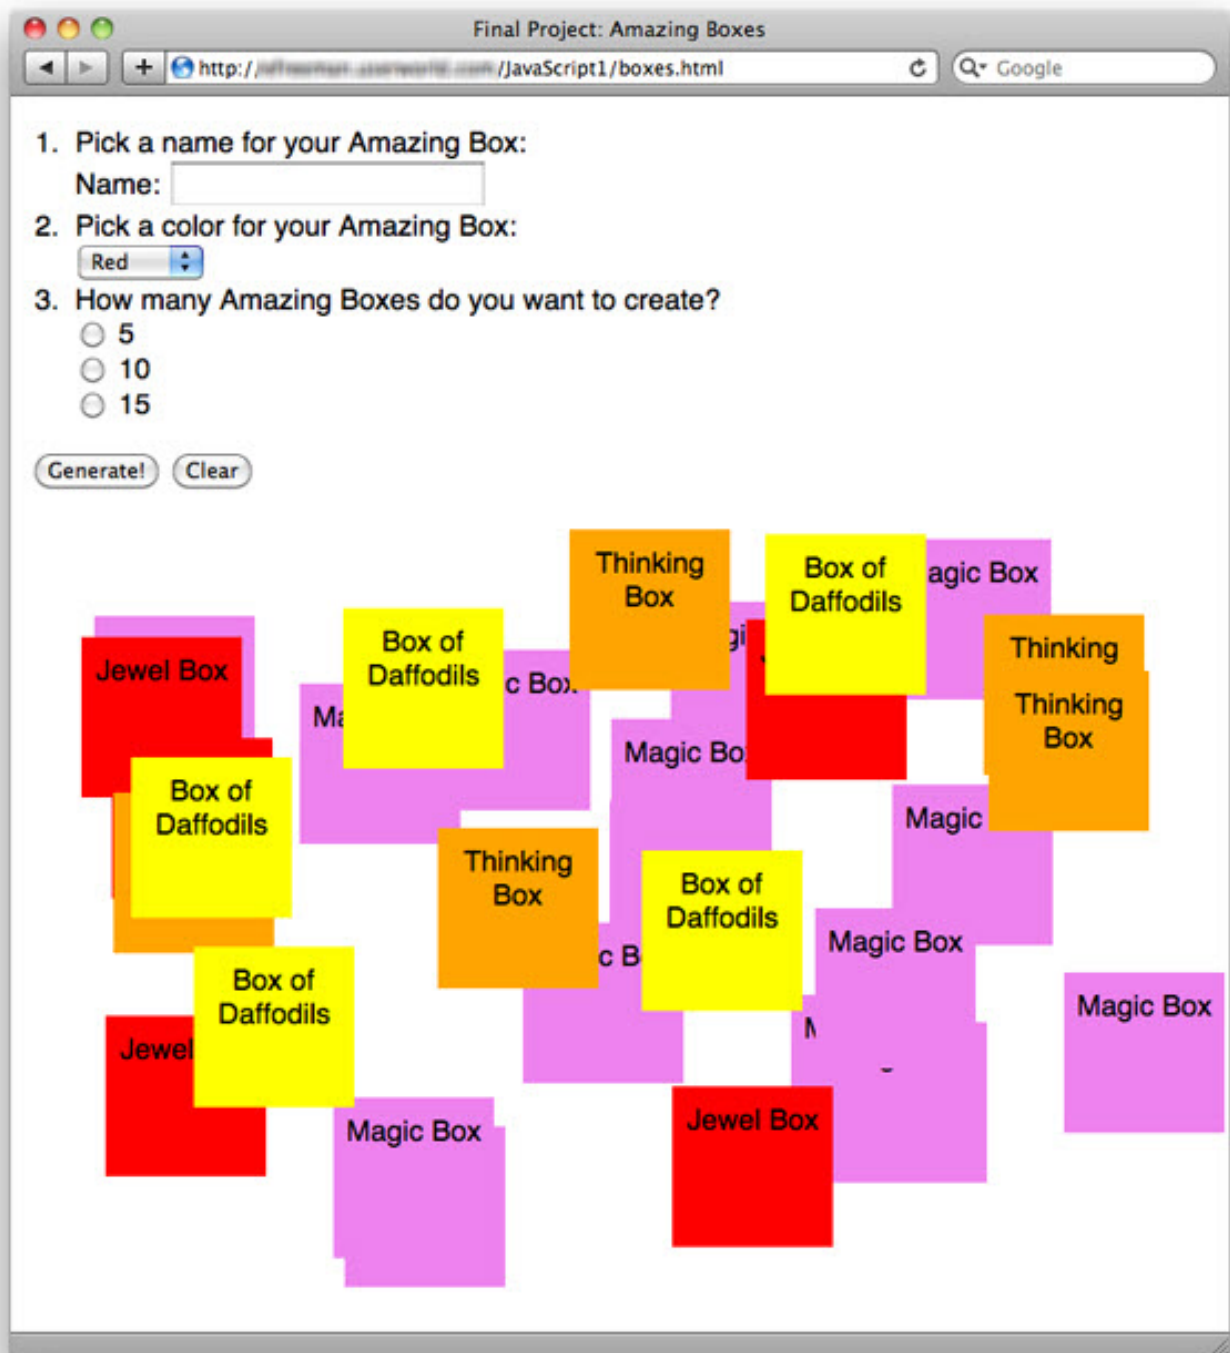 Final Project: Amazing Boxes
http:// /JavaScript1/boxes.html
Google
1. Pick a name for your Amazing Box:
Name:
2. Pick a color for your Amazing Box:
Red
3. How many Amazing Boxes do you want to create?
5
10
15
Generate!
Clear
Thinking
Box
Box of
Daffodils
agic Box
Jewel Box
Box of
Daffodils
c Box
Ma
gi
Thinking
Thinking
Box
Magic Bo
Box of
Daffodils
Magic
Thinking
Box
Box of
Daffodils
Magic Box
c B
Box of
Daffodils
Magic Box
Jewel
Magic Box
Jewel Box